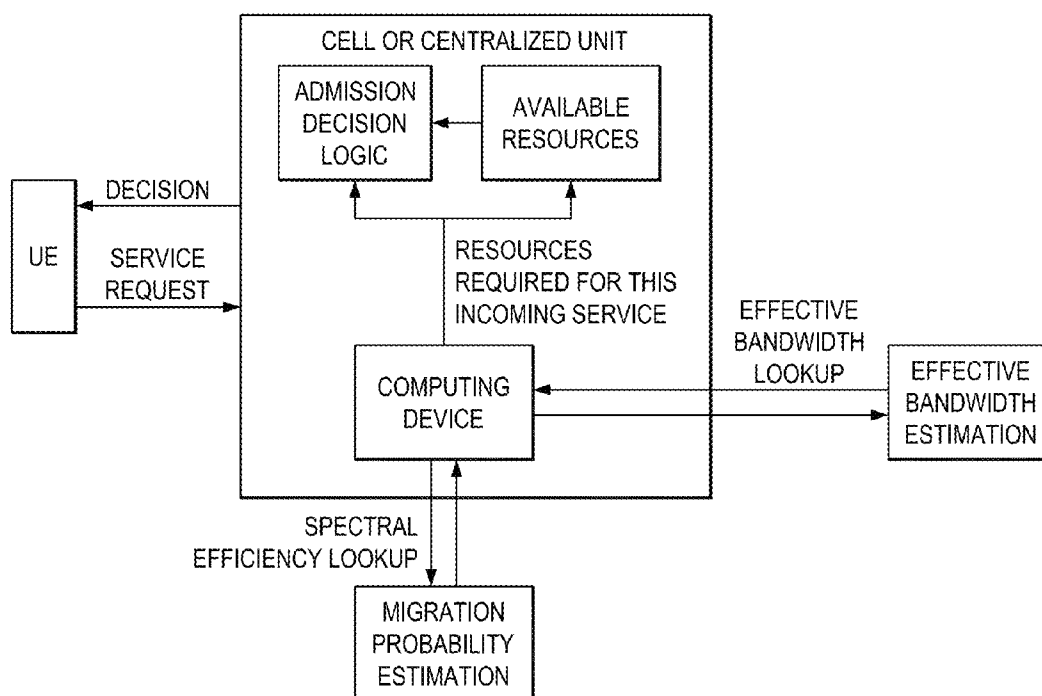 CELL OR CENTRALIZED UNIT
ADMISSION
DECISION
LOGIC
AVAILABLE
RESOURCES
DECISION
UE
SERVICE
REQUEST
RESOURCES
REQUIRED FOR THIS
INCOMING SERVICE
EFFECTIVE
BANDWIDTH
LOOKUP
COMPUTING
DEVICE
EFFECTIVE
BANDWIDTH
ESTIMATION
SPECTRAL
EFFICIENCY LOOKUP
MIGRATION
PROBABILITY
ESTIMATION